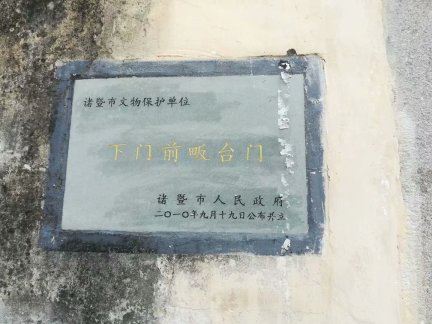 诸暨市文物保护单位
下门前畈台门
诸暨市人民政府
二〇一〇年九月十九日公布并立